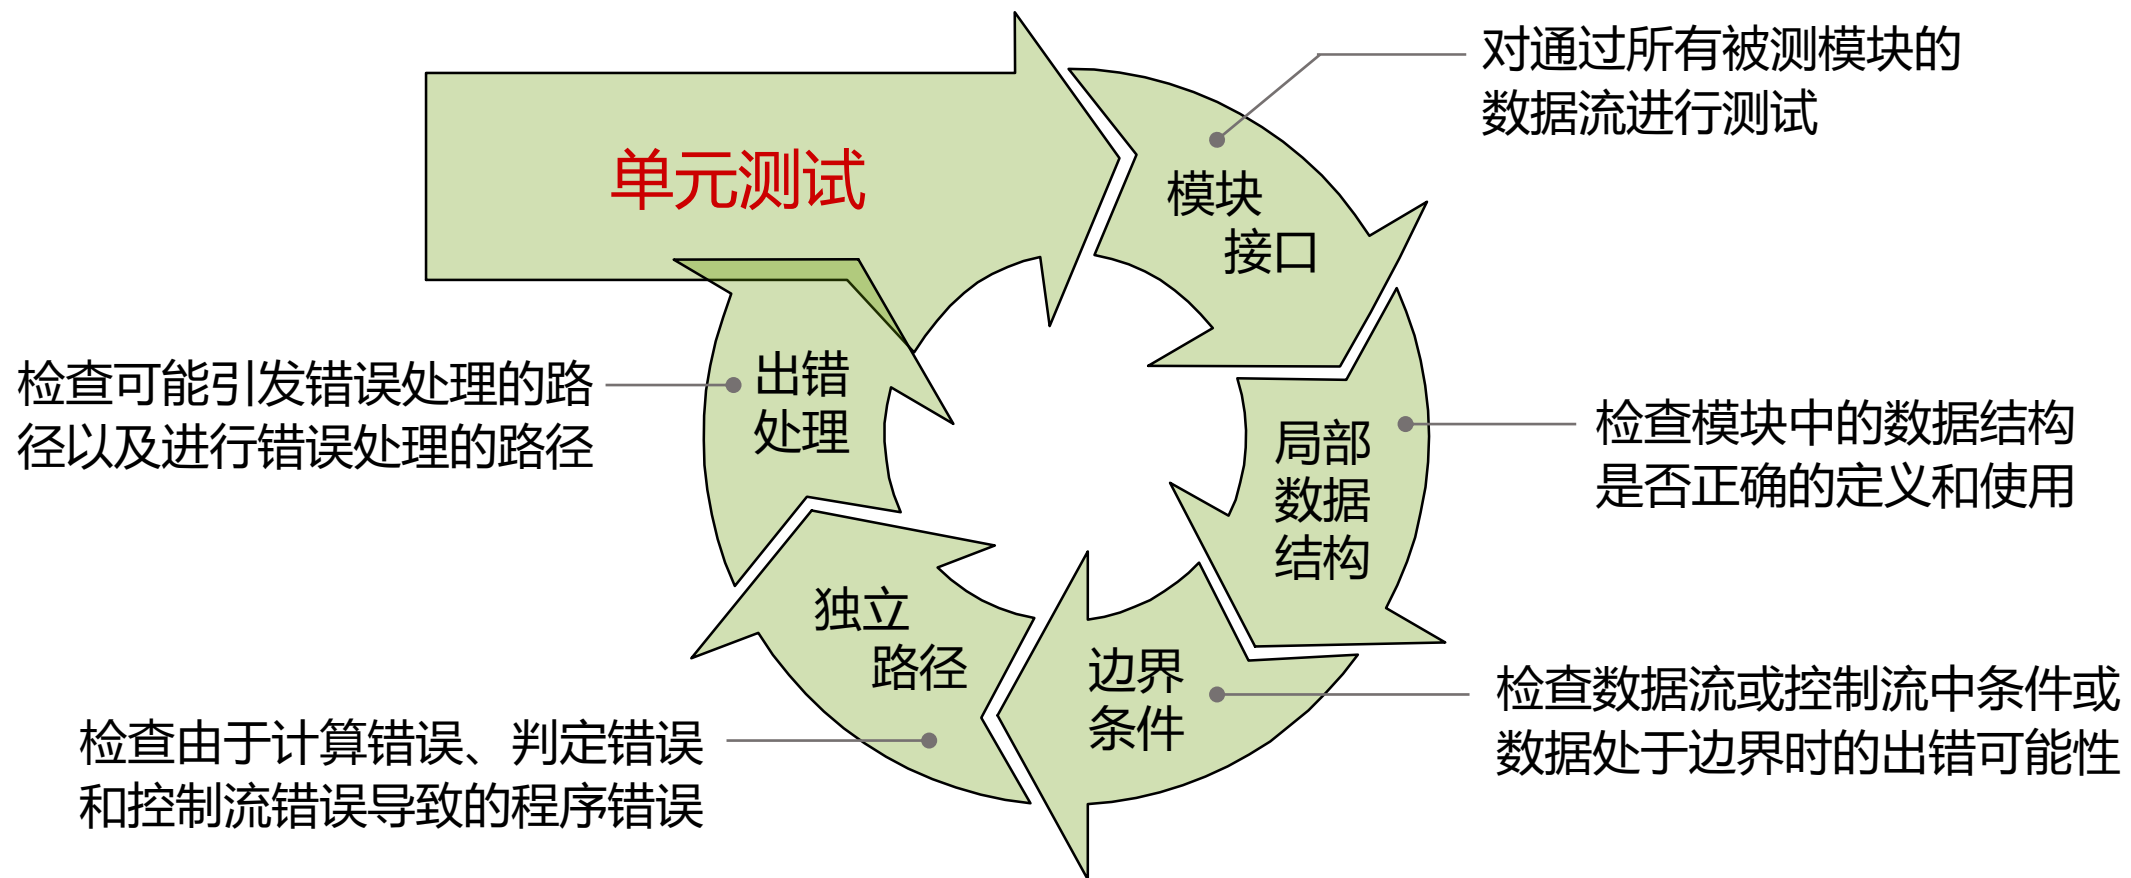 单元测试
对通过所有被测模块的
数据流进行测试
模块
接口
检查可能引发错误处理的路
径以及进行错误处理的路径
出错
处理
局部
数据
结构
检查模块中的数据结构
是否正确的定义和使用
独立
路径
边界
条件
检查数据流或控制流中条件或
数据处于边界时的出错可能性
检查由于计算错误、判定错误
和控制流错误导致的程序错误